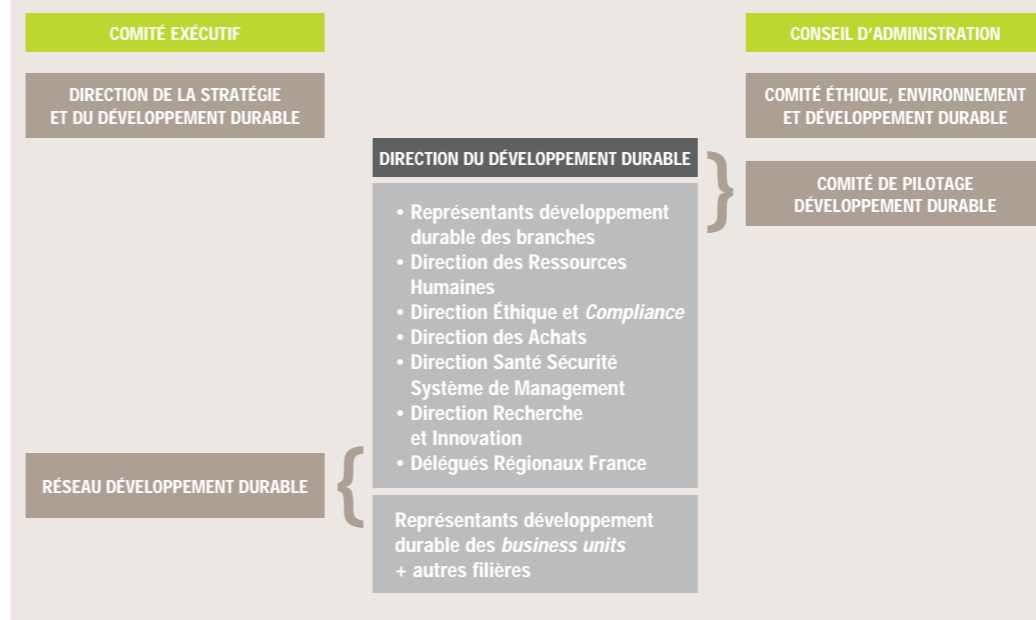 COMITÉ EXÉCUTIF
DIRECTION DE LA STRATÉGIE
ET DU DÉVELOPPEMENT DURABLE
CONSEIL D'ADMINISTRATION
COMITÉ ÉTHIQUE, ENVIRONNEMENT
ET DÉVELOPPEMENT DURABLE
DIRECTION DU DÉVELOPPEMENT DURABLE
COMITÉ DE PILOTAGE
DÉVELOPPEMENT DURABLE
• Représentants développement
durable des branches
• Direction des Ressources
Humaines
• Direction Éthique et Compliance
• Direction des Achats
• Direction Santé Sécurité
Système de Management
• Direction Recherche
et Innovation
• Délégués Régionaux France
RÉSEAU DÉVELOPPEMENT DURABLE
Représentants développement
durable des business units
+ autres filières